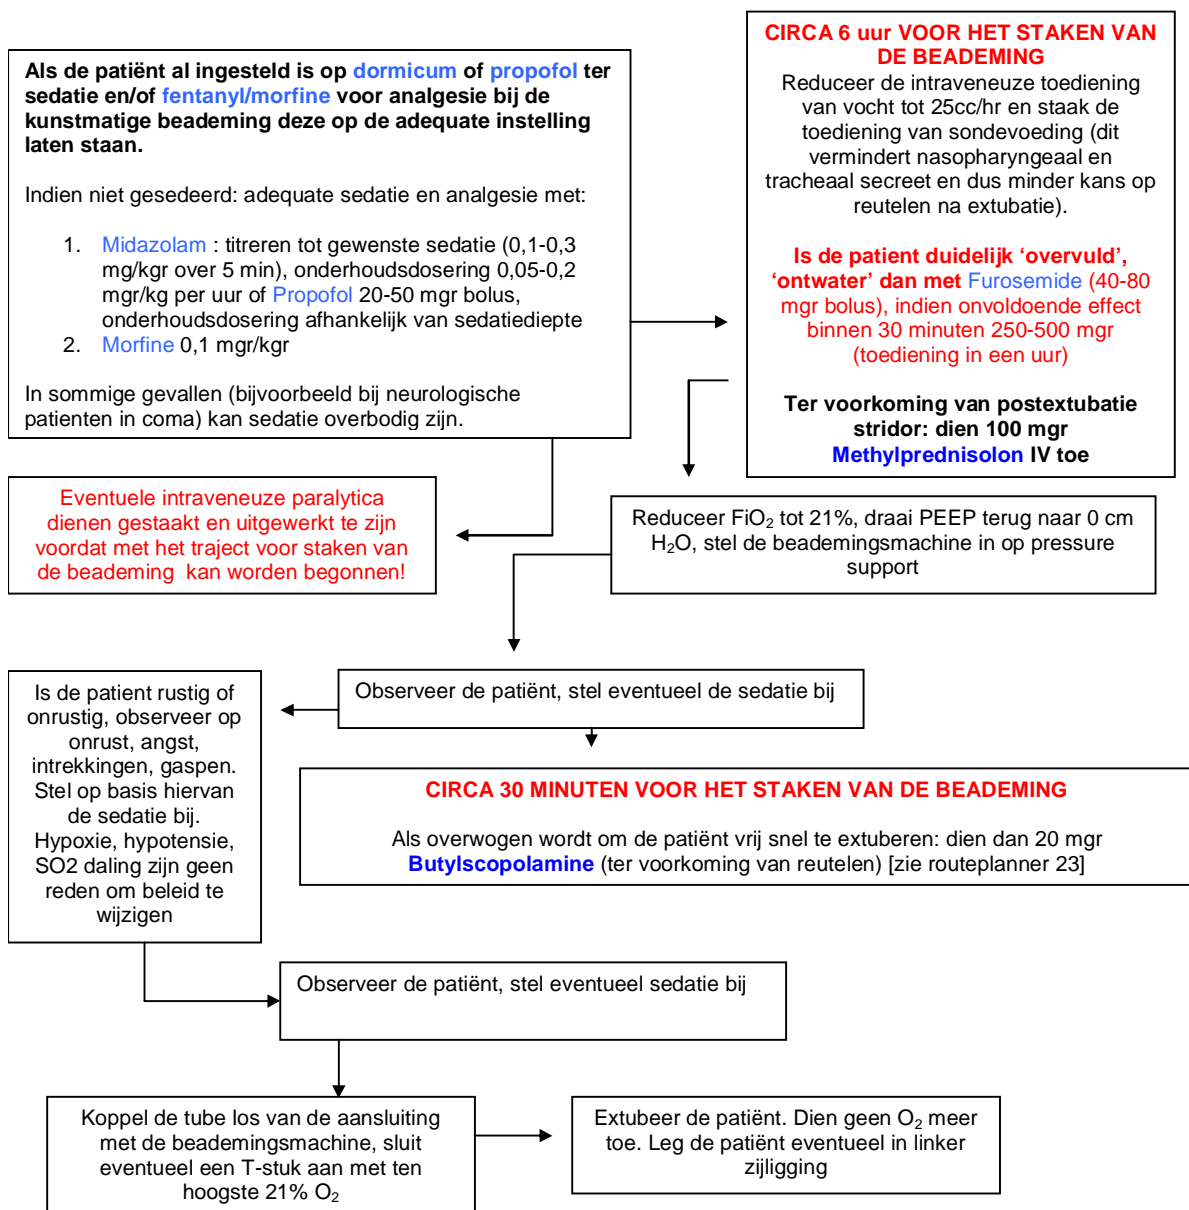 Als de patiënt al ingesteld is op dormicum of propofol ter
sedatie en/of fentanyl/morfine voor analgesie bij de
kunstmatige beademing deze op de adequate instelling
laten staan.
Indien niet gesedeerd: adequate sedatie en analgesie met:
1. Midazolam : titreren tot gewenste sedatie (0,1-0,3
mg/kgr over 5 min), onderhoudsdosering 0,05-0,2
mgr/kg per uur of Propofol 20-50 mgr bolus,
onderhoudsdosering afhankelijk van sedatiediepte
2. Morfine 0,1 mgr/kgr
In sommige gevallen (bijvoorbeeld bij neurologische
patienten in coma) kan sedatie overbodig zijn.
CIRCA 6 uur VOOR HET STAKEN VAN
DE BEADEMING
Reduceer de intraveneuze toediening
van vocht tot 25cc/hr en staak de
toediening van sondevoeding (dit
vermindert nasopharyngeaal en
tracheaal secreet en dus minder kans op
reutelen na extubatie).
Is de patient duidelijk ‘overvuld’,
‘ontwater’ dan met Furosemide (40-80
mgr bolus), indien onvoldoende effect
binnen 30 minuten 250-500 mgr
(toediening in een uur)
Ter voorkoming van postextubatie
stridor: dien 100 mgr
Methylprednisolon IV toe
Eventuele intraveneuze paralytica
dienen gestaakt en uitgewerkt te zijn
voordat met het traject voor staken van
de beademing kan worden begonnen!
Reduceer FiO2 tot 21%, draai PEEP terug naar 0 cm
H2O, stel de beademingsmachine in op pressure
support
Observeer de patiënt, stel eventueel de sedatie bij
Is de patient rustig of
onrustig, observeer op
onrust, angst,
intrekkingen, gaspen.
Stel op basis hiervan
de sedatie bij.
Hypoxie, hypotensie,
SO2 daling zijn geen
reden om beleid te
wijzigen
CIRCA 30 MINUTEN VOOR HET STAKEN VAN DE BEADEMING
Als overwogen wordt om de patiënt vrij snel te extuberen: dien dan 20 mgr
Butylscopolamine (ter voorkoming van reutelen) [zie routeplanner 23]
Observeer de patiënt, stel eventueel sedatie bij
Koppel de tube los van de aansluiting
met de beademingsmachine, sluit
eventueel een T-stuk aan met ten
hoogste 21% O2
Extubeer de patiënt. Dien geen O2 meer
toe. Leg de patiënt eventueel in linker
zijligging